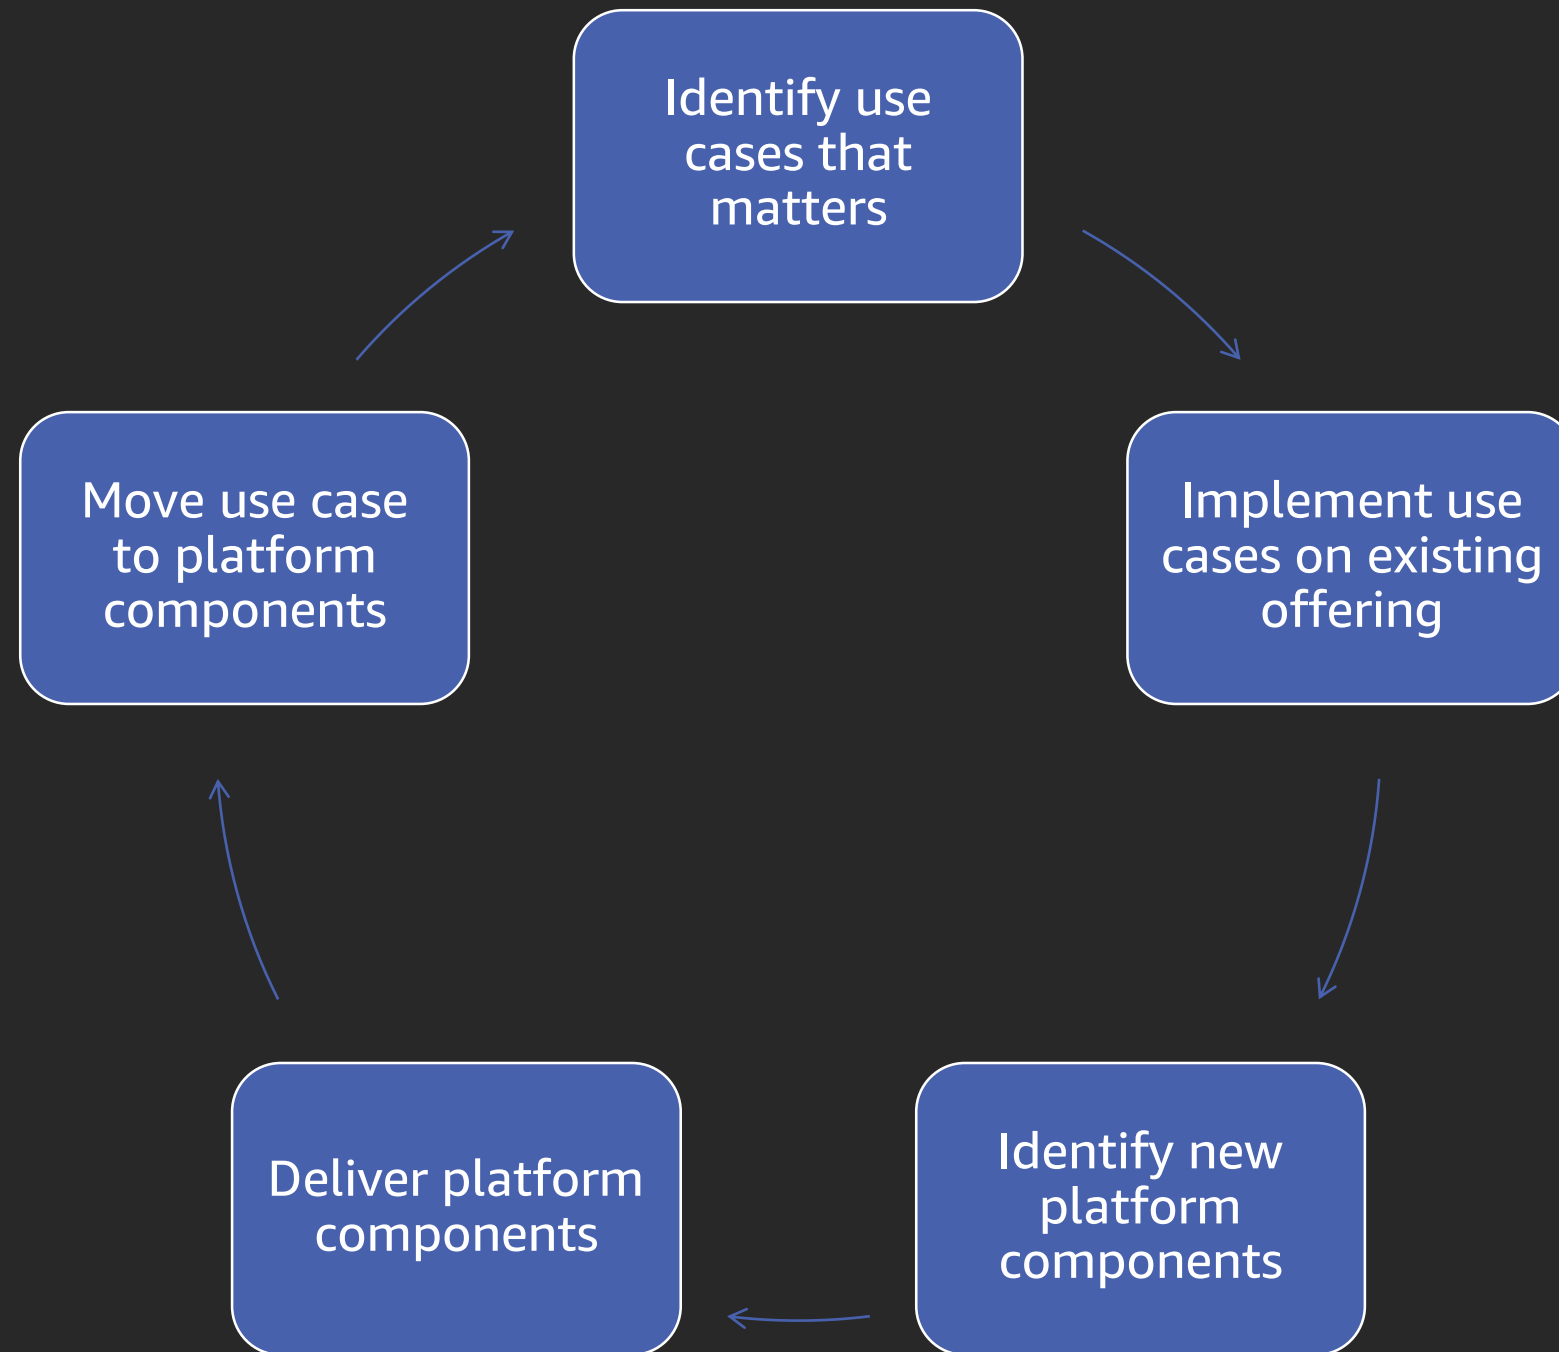 Identify use
cases that
matters
Move use case
to platform
components
Implement use
cases on existing
offering
Deliver platform
components
Identify new
platform
components